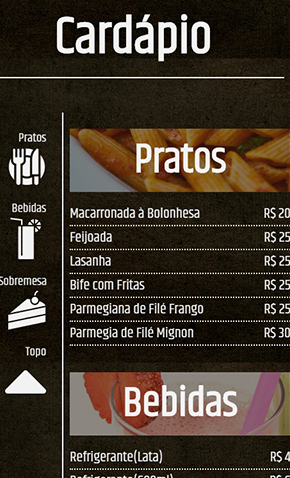 Cardápio
Pratos
Bebidas
Sobremesa
Topo
Pratos
Macarronada à Bolonhesa R$ 20
Feijoada R$ 25
Lasanha R$ 25
Bife com Fritas R$ 25
Parmegiana de Filé Frango R$ 25
Parmegia de Filé Mignon R$ 30
Bebidas
Refrigerante(Lata) R$ 4